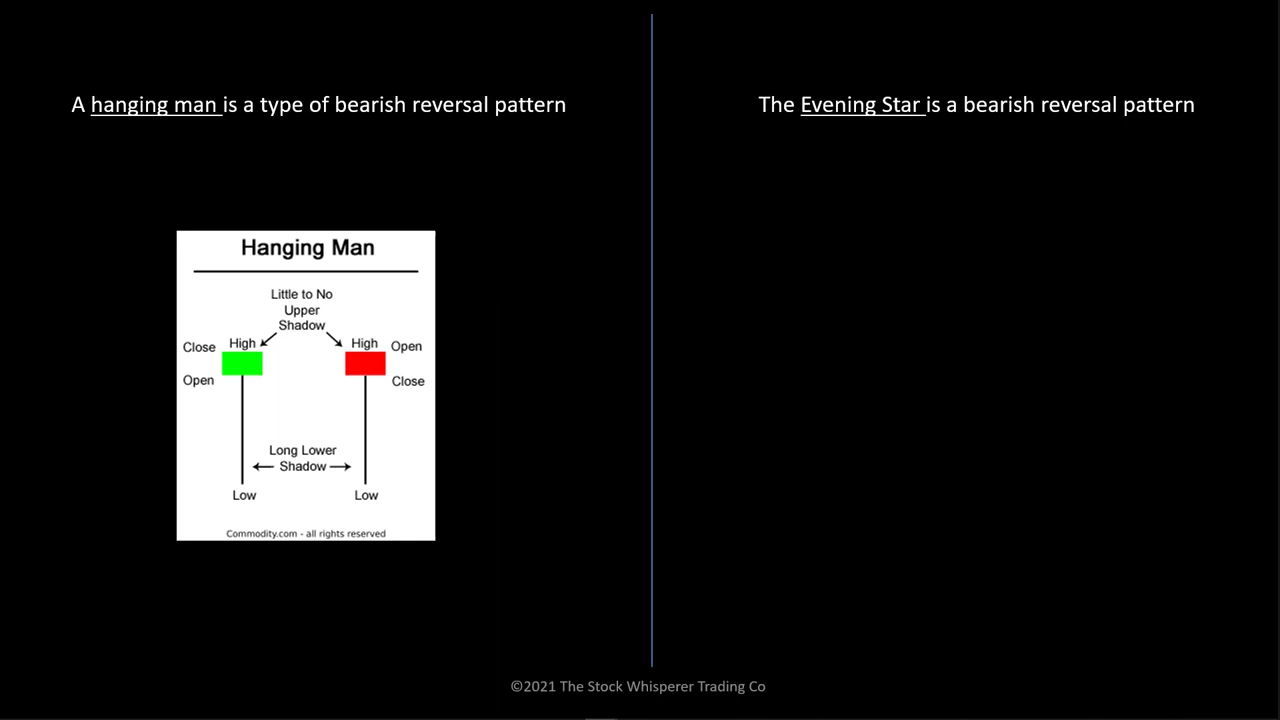 A hanging man is a type of bearish reversal pattern
The Evening Star is a bearish reversal pattern
Hanging Man
Little to No
Upper
Shadow
Close
High
High
Open
Open
Close
Long Lower
Shadow
Low
Low
Commodity.com - all rights reserved
©2021 The Stock Whisperer Trading Co